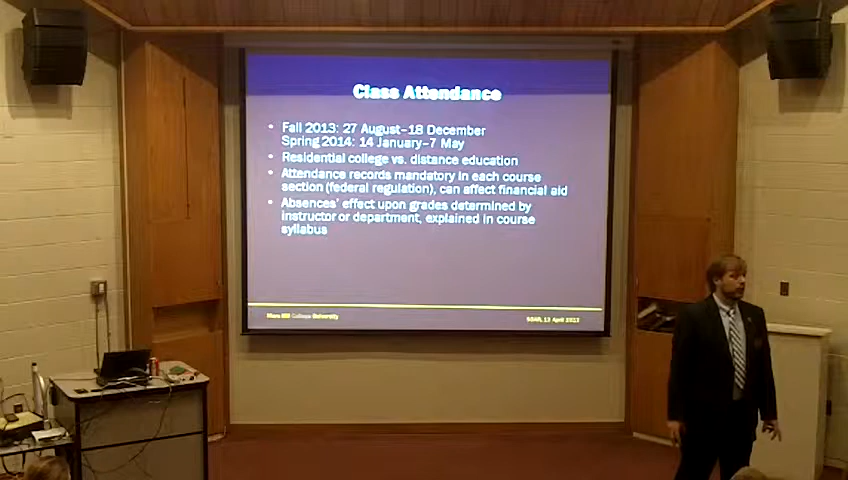 Class Attendance
• Fall 2013: 27 August–18 December
Spring 2014: 14 January–7 May
• Residential college vs. distance education
• Attendance records mandatory in each course
section (federal regulation), can affect financial aid
• Absences' effect upon grades determined by
instructor or department, explained in course
syllabus
Mars Hill College University
SOAR, 13 April 2013